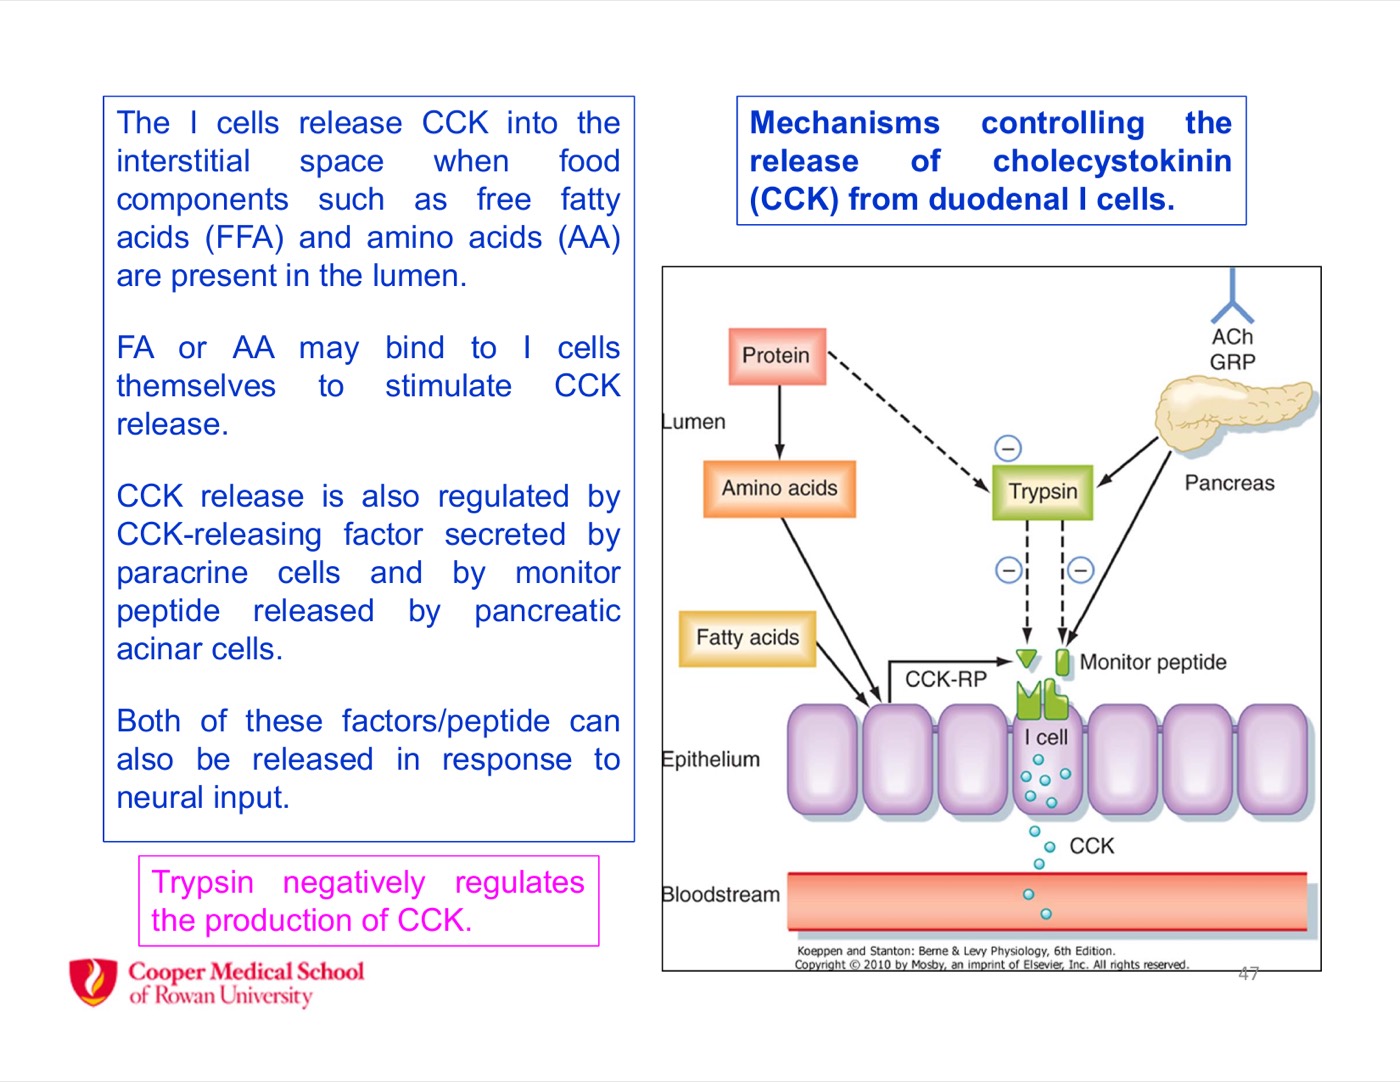 The I cells release CCK into the
interstitial space when food
components such as free fatty
acids (FFA) and amino acids (AA)
are present in the lumen.
FA or AA may bind to I cells
themselves to stimulate CCK
release.
CCK release is also regulated by
CCK-releasing factor secreted by
paracrine cells and by monitor
peptide released by pancreatic
acinar cells.
Both of these factors/peptide can
also be released in response to
neural input.
Trypsin negatively regulates
the production of CCK.
Cooper Medical School
of Rowan University
Mechanisms controlling the
release of cholecystokinin
(CCK) from duodenal I cells.
ACh
GRP
Protein
Lumen
Amino acids
−
Trypsin
Pancreas
− −
Fatty acids
CCK-RP
Monitor peptide
I cell
Epithelium
CCK
Bloodstream
Koeppen and Stanton: Berne & Levy Physiology, 6th Edition.
Copyright © 2010 by Mosby, an imprint of Elsevier, Inc. All rights reserved.
47